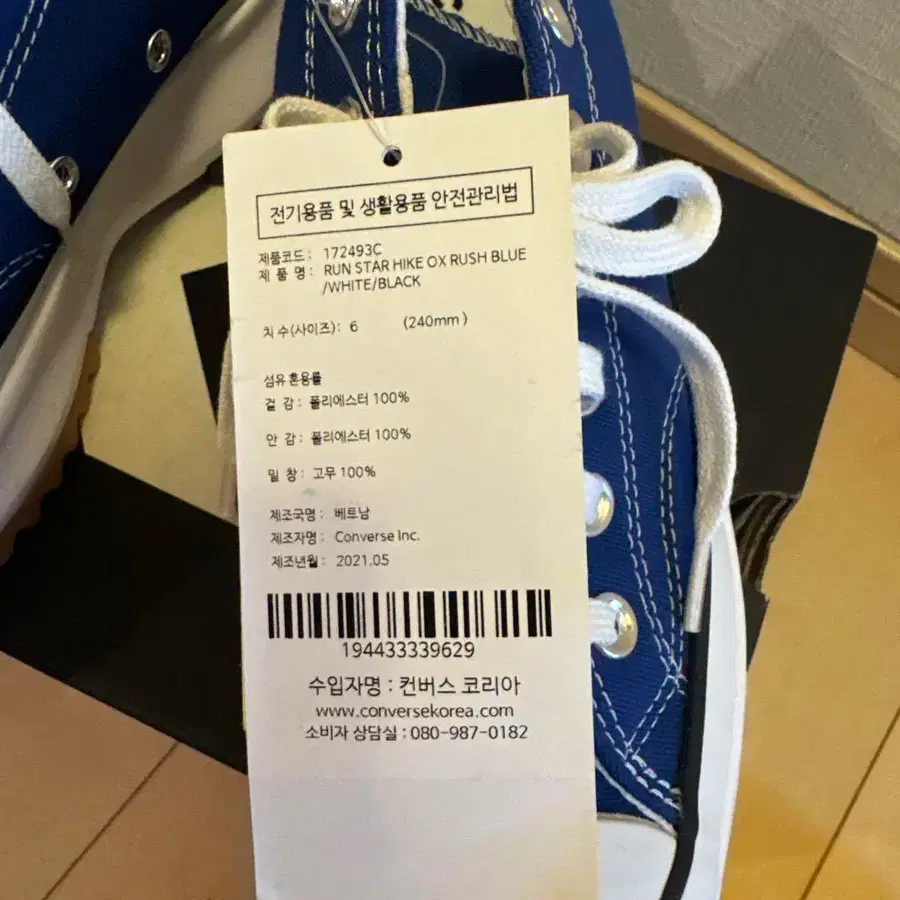 전기용품 및 생활용품 안전관리법
제품코드 : 172493C
제 품 명 : RUN STAR HIKE OX RUSH BLUE
/WHITE/BLACK
치 수(사이즈) : 6 (240mm)
섬유 혼용률
겉 감 : 폴리에스터 100%
안 감 : 폴리에스터 100%
밑 창 : 고무 100%
제조국명 : 베트남
제조자명 : Converse Inc.
제조년월 : 2021.05
194433339629
수입자명 : 컨버스 코리아
www.conversekorea.com
소비자 상담실 : 080-987-0182